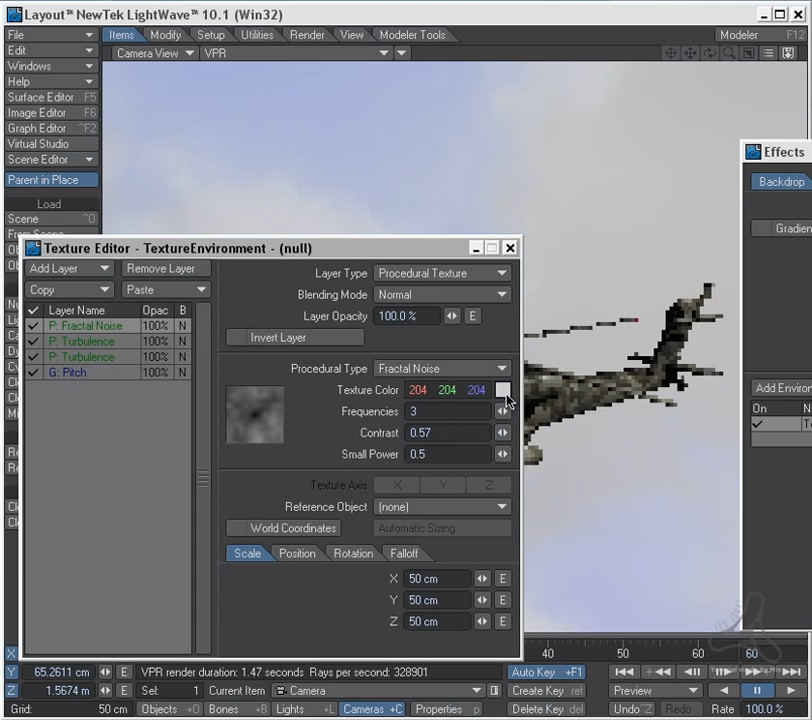 Layout™ NewTek LightWave™ 10.1 (Win32)
File Items Modify Setup Utilities Render View Modeler Tools Modeler F12
Edit Camera View VPR
Windows
Help
Surface Editor F5
Image Editor F6
Graph Editor ^F2
Virtual Studio
Scene Editor
Parent in Place
Load
Scene ^O
Effects
Backdrop
Gradien
Add Environ
On N
Texture Editor - TextureEnvironment - (null)
Add Layer Remove Layer
Copy Paste
Layer Name Opac B
P: Fractal Noise 100% N
P: Turbulence 100% N
P: Turbulence 100% N
G: Pitch 100% N
Layer Type Procedural Texture
Blending Mode Normal
Layer Opacity 100.0 % E
Invert Layer
Procedural Type Fractal Noise
Texture Color 204 204 204
Frequencies 3
Contrast 0.57
Small Power 0.5
Texture Axis X Y Z
Reference Object (none)
World Coordinates Automatic Sizing
Scale Position Rotation Falloff
X 50 cm E
Y 50 cm E
Z 50 cm E
X 40 50 60 60
Y 65.2611 cm E VPR render duration: 1.47 seconds Rays per second: 328901 Auto Key +F1
Z 1.5674 m E Sel: 1 Current Item Camera Create Key ret Preview
Grid: 50 cm Objects +O Bones +B Lights +L Cameras +C Properties p Delete Key del Undo ^Z Redo Z Rate 100.0 %